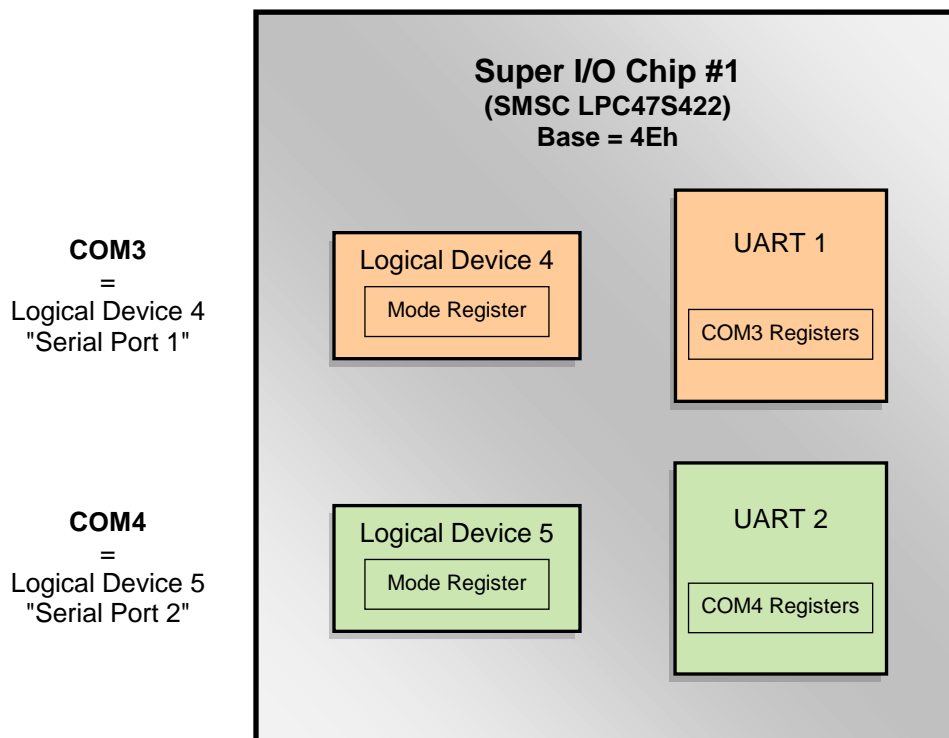 Super I/O Chip #1
(SMSC LPC47S422)
Base = 4Eh
COM3
=
Logical Device 4
"Serial Port 1"
Logical Device 4
Mode Register
UART 1
COM3 Registers
COM4
=
Logical Device 5
"Serial Port 2"
Logical Device 5
Mode Register
UART 2
COM4 Registers